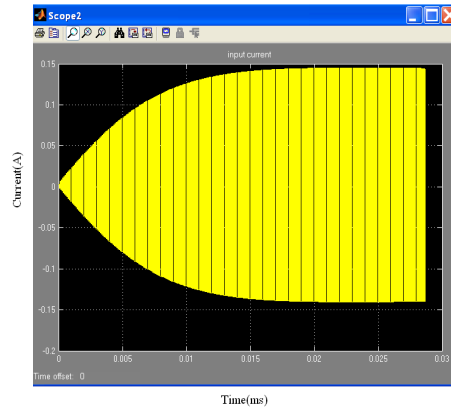 Scope2
input current
0.15
0.1
0.05
0
-0.05
-0.1
-0.15
-0.2
Current(A)
0 0.005 0.01 0.015 0.02 0.025 0.03
Time offset: 0
Time(ms)